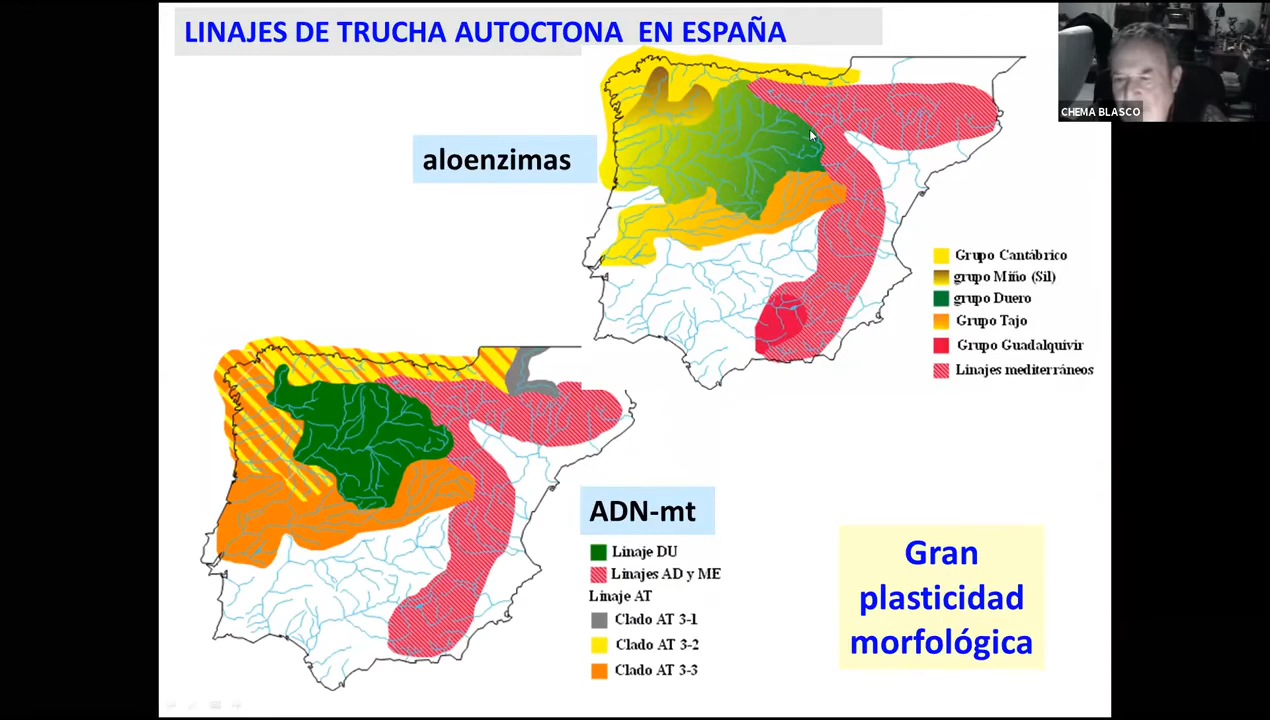 LINAJES DE TRUCHA AUTOCTONA EN ESPAÑA
CHEMA BLASCO
aloenzimas
Grupo Cantábrico
grupo Miño (Sil)
grupo Duero
Grupo Tajo
Grupo Guadalquivir
Linajes mediterráneos
ADN-mt
Linaje DU
Linajes AD y ME
Linaje AT
Clado AT 3-1
Clado AT 3-2
Clado AT 3-3
Gran
plasticidad
morfológica